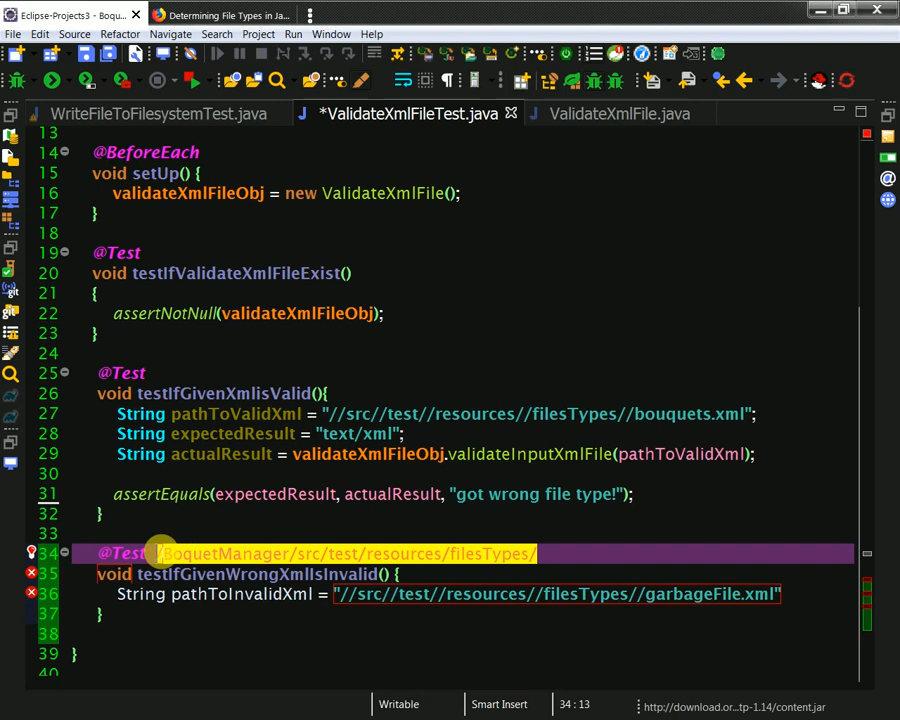 Eclipse-Projects3 - Boqu...
Determining File Types in Ja...
File Edit Source Refactor Navigate Search Project Run Window Help
WriteFileToFilesystemTest.java
*ValidateXmlFileTest.java
ValidateXmlFile.java
13
14 @BeforeEach
15 void setUp() {
16 validateXmlFileObj = new ValidateXmlFile();
17 }
18
19 @Test
20 void testIfValidateXmlFileExist()
21 {
22 assertNotNull(validateXmlFileObj);
23 }
24
25 @Test
26 void testIfGivenXmlisValid(){
27 String pathToValidXml = "//src//test//resources//filesTypes//bouquets.xml";
28 String expectedResult = "text/xml";
29 String actualResult = validateXmlFileObj.validateInputXmlFile(pathToValidXml);
30
31 assertEquals(expectedResult, actualResult, "got wrong file type!");
32 }
33
34 @Test /BoquetManager/src/test/resources/filesTypes/
35 void testIfGivenWrongXmlIsInvalid() {
36 String pathToInvalidXml = "//src//test//resources//filesTypes//garbageFile.xml"
37 }
38
39 }
40
Writable
Smart Insert
34 : 13
http://download.or...tp-1.14/content.jar